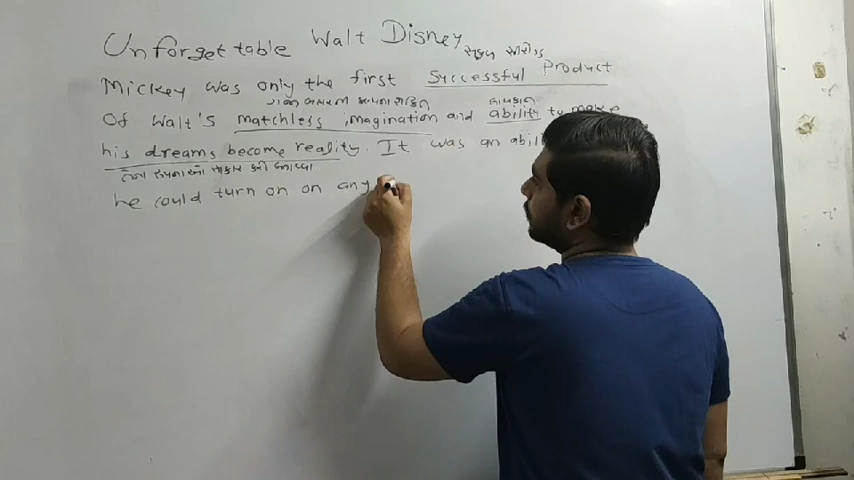 Unforgettable Walt Disney
Mickey was only the first Successful Product
Of Walt's matchless imagination and ability to make
his dreams become reality. It was an abil
he could turn on on any